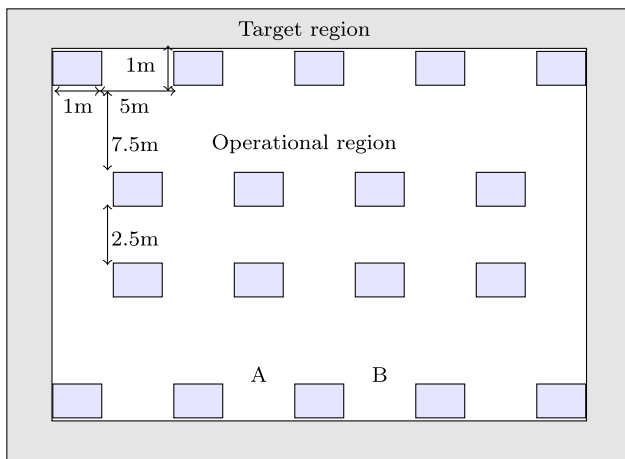 Target region
1m
1m 5m
7.5m
Operational region
2.5m
A B